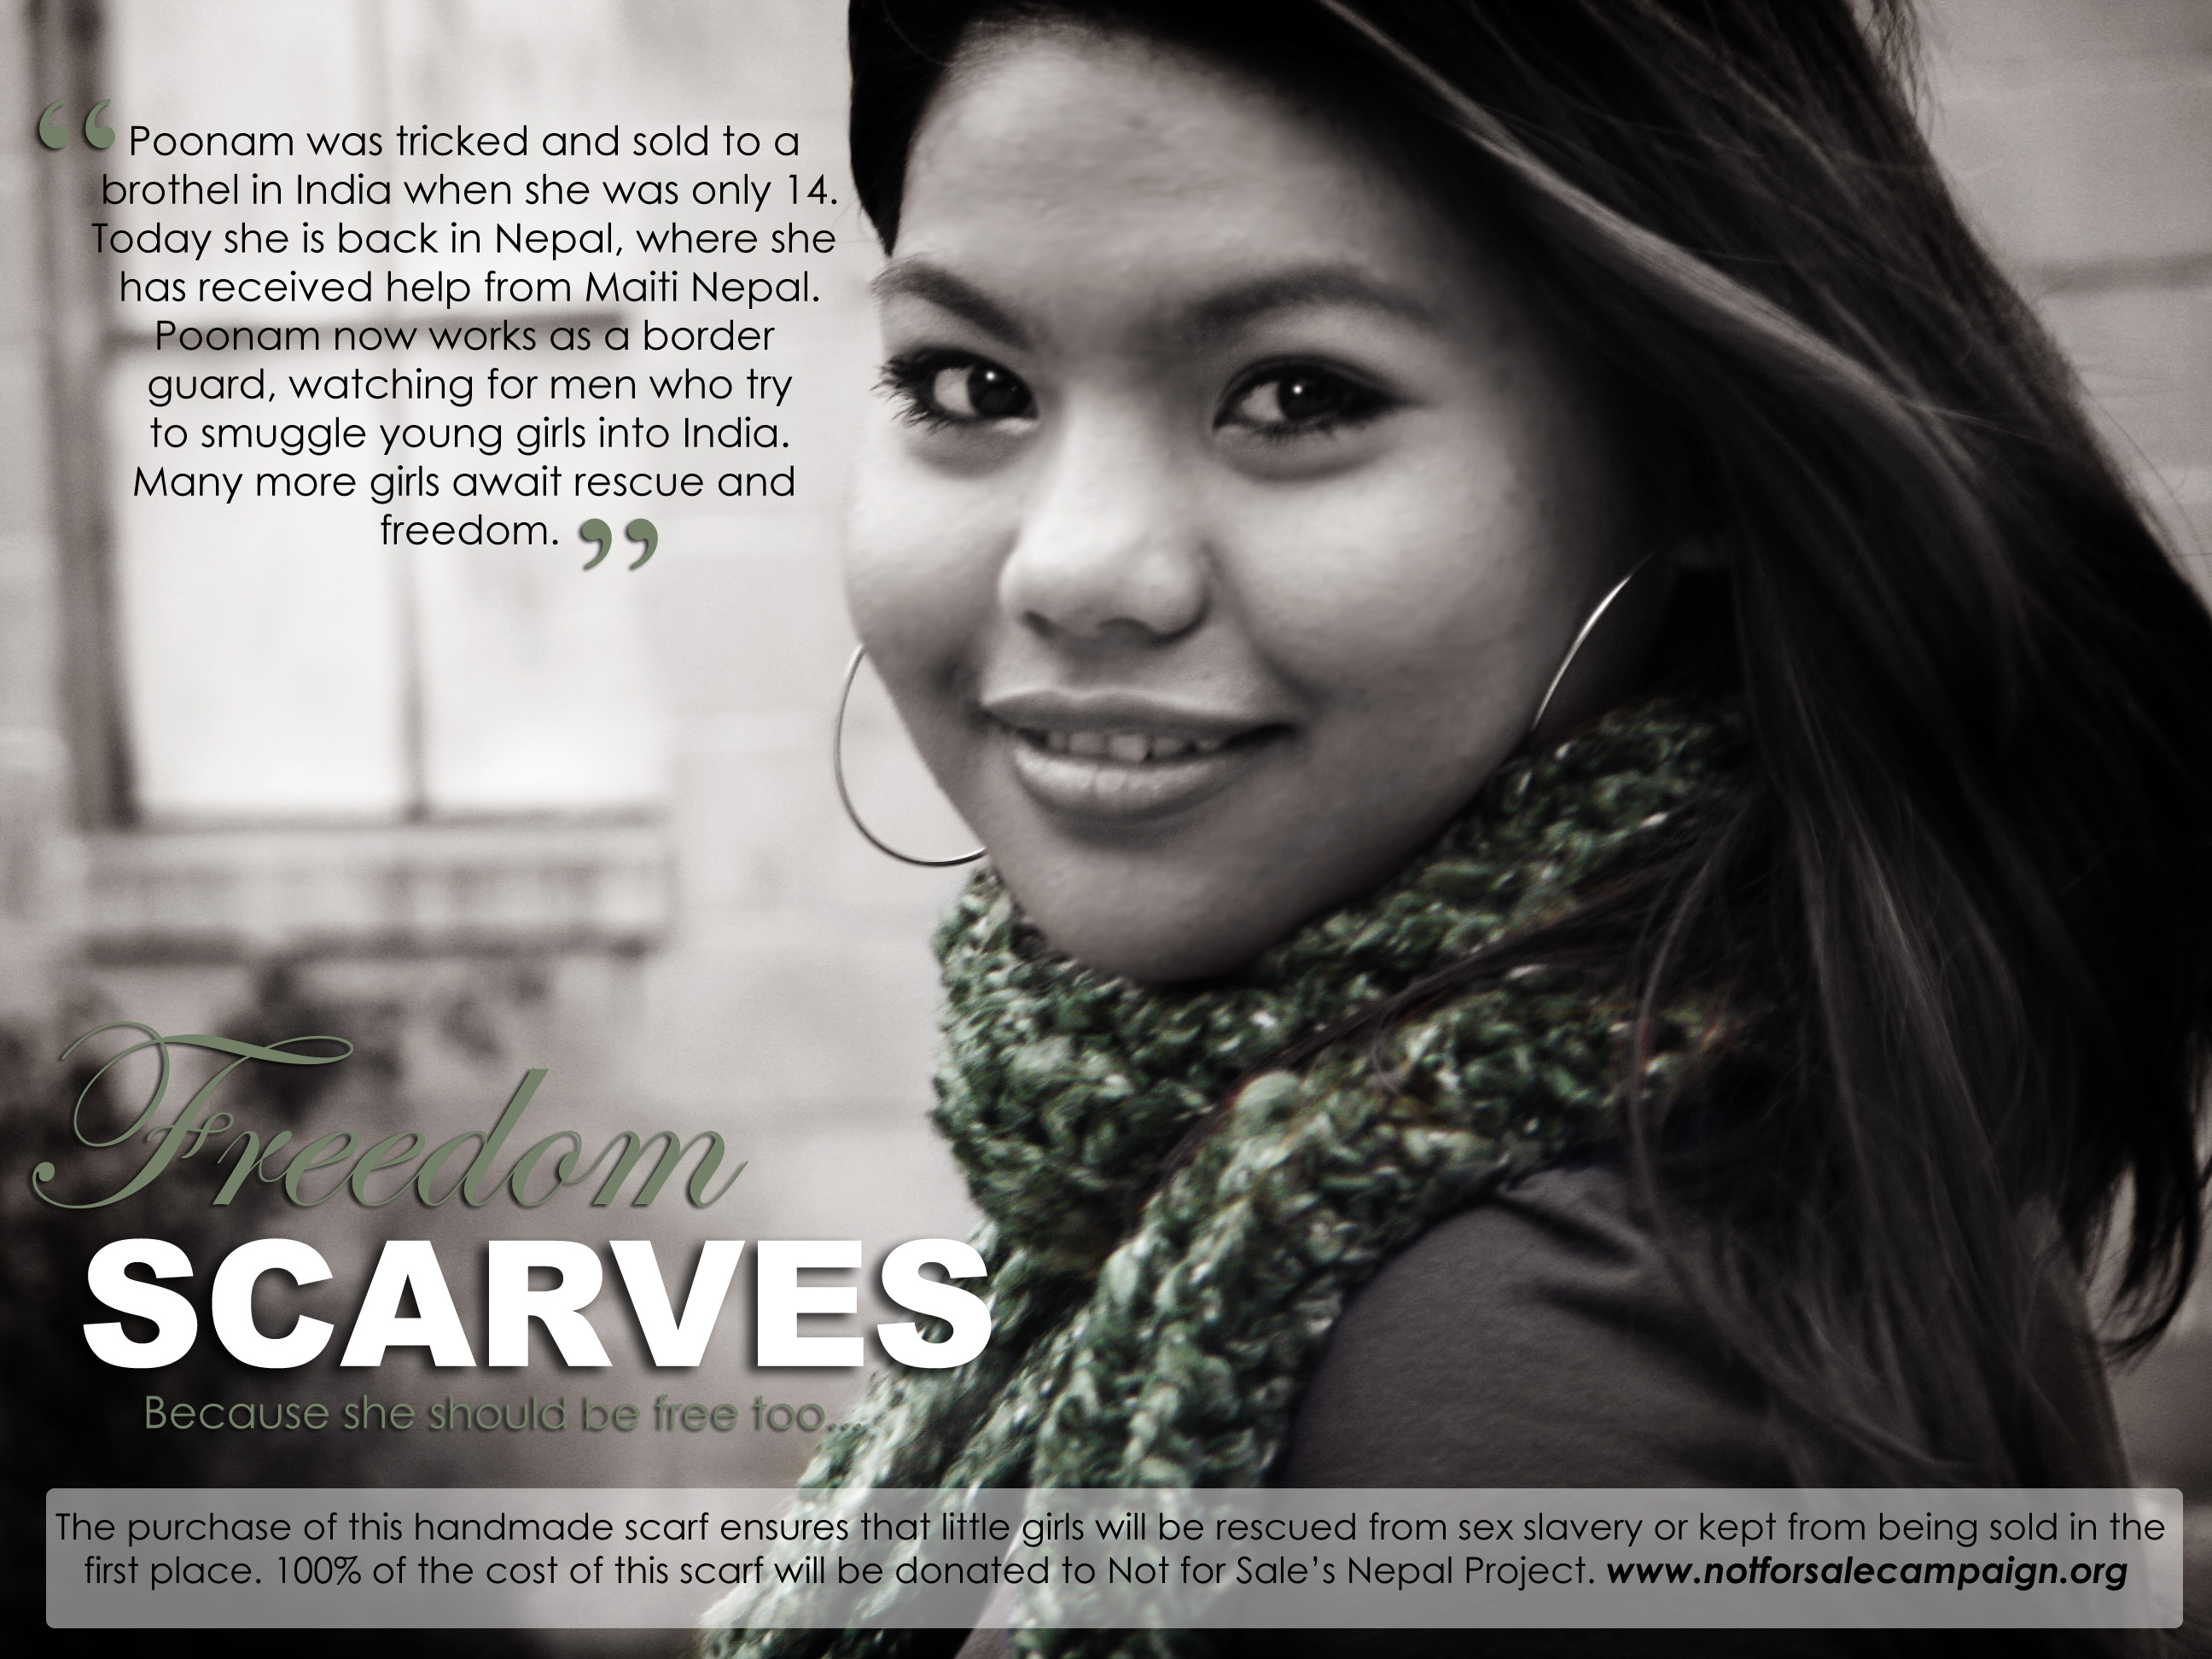 “Poonam was tricked and sold to a
brothel in India when she was only 14.
Today she is back in Nepal, where she
has received help from Maiti Nepal.
Poonam now works as a border
guard, watching for men who try
to smuggle young girls into India.
Many more girls await rescue and
freedom.”
Freedom
SCARVES
Because she should be free too...
The purchase of this handmade scarf ensures that little girls will be rescued from sex slavery or kept from being sold in the
first place. 100% of the cost of this scarf will be donated to Not for Sale’s Nepal Project. www.notforsalecampaign.org